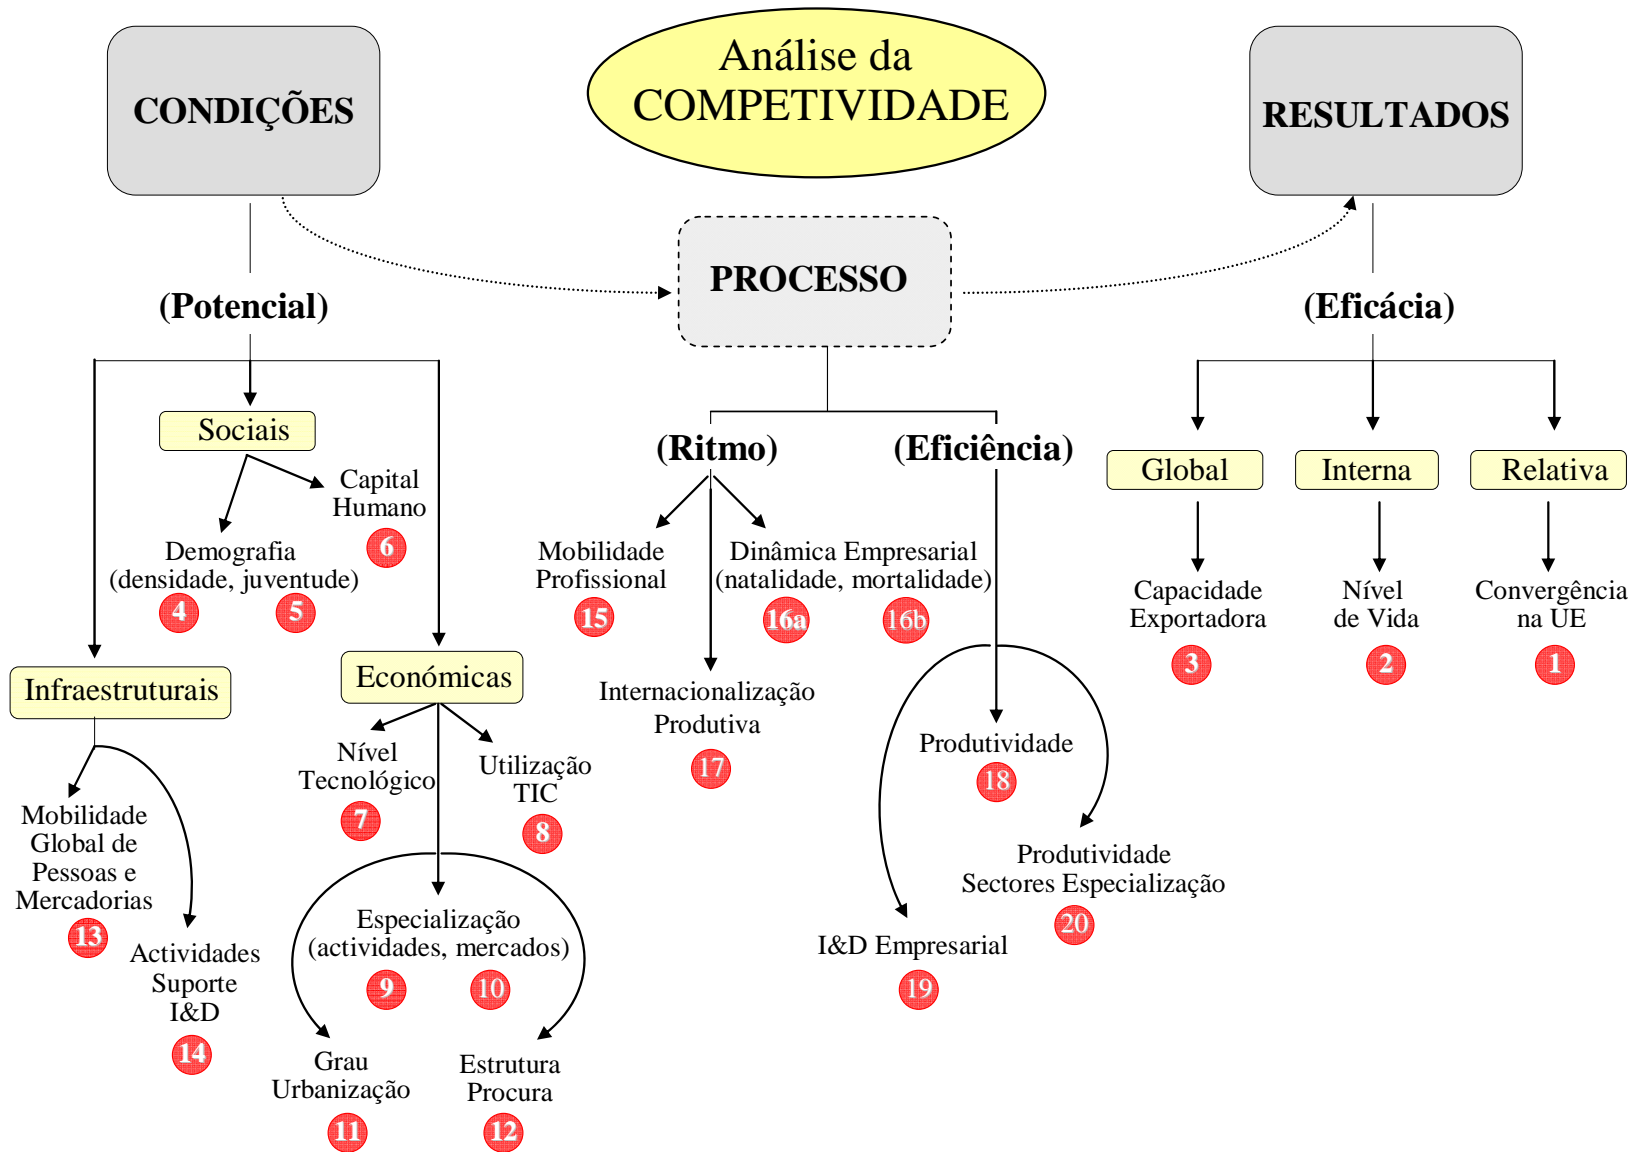 Análise da
COMPETIVIDADE
CONDIÇÕES
RESULTADOS
PROCESSO
(Potencial)
(Eficácia)
Sociais
Capital
Humano
6
Demografia
(densidade, juventude)
4 5
Infraestruturais
Mobilidade
Global de
Pessoas e
Mercadorias
13
Actividades
Suporte
I&D
14
Económicas
Nível
Tecnológico
7
Utilização
TIC
8
Especialização
(actividades, mercados)
9 10
Grau
Urbanização
11
Estrutura
Procura
12
(Ritmo)
Mobilidade
Profissional
15
Dinâmica Empresarial
(natalidade, mortalidade)
16a 16b
Internacionalização
Produtiva
17
(Eficiência)
Produtividade
18
Produtividade
Sectores Especialização
20
I&D Empresarial
19
Global
Capacidade
Exportadora
3
Interna
Nível
de Vida
2
Relativa
Convergência
na UE
1